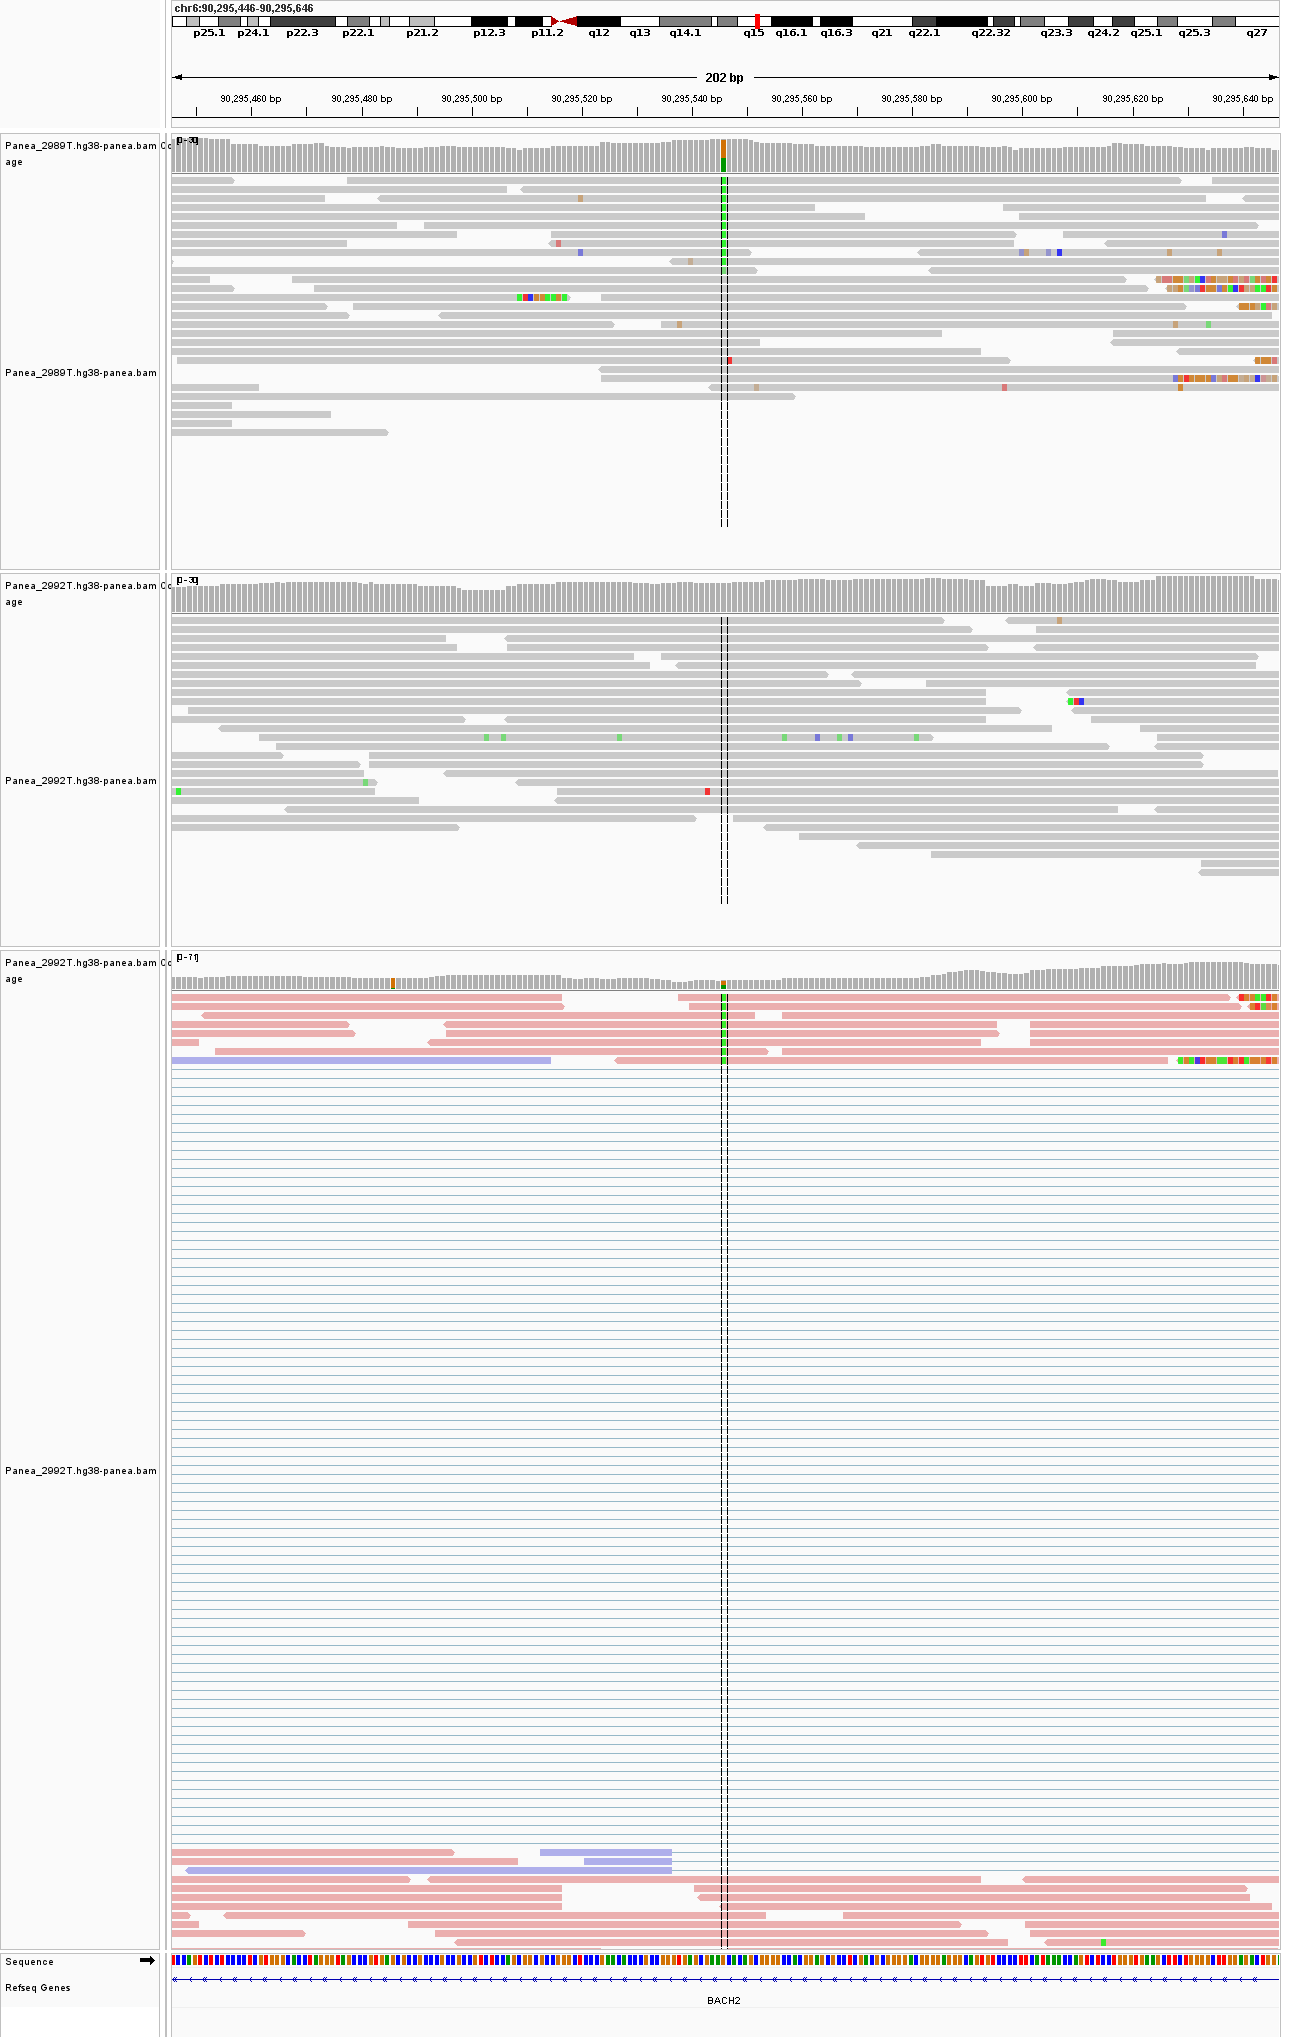 chr6:90,295,446-90,295,646
p25.1 p24.1 p22.3 p22.1 p21.2 p12.3 p11.2 q12 q13 q14.1 q15 q16.1 q16.3 q21 q22.1 q22.32 q23.3 q24.2 q25.1 q25.3 q27
202 bp
90,295,460 bp 90,295,480 bp 90,295,500 bp 90,295,520 bp 90,295,540 bp 90,295,560 bp 90,295,580 bp 90,295,600 bp 90,295,620 bp 90,295,640 bp
Panea_2989T.hg38-panea.bam Co
age
[0-30]
Panea_2989T.hg38-panea.bam
Panea_2992T.hg38-panea.bam Co
age
[0-30]
Panea_2992T.hg38-panea.bam
Panea_2992T.hg38-panea.bam Co
age
[0-71]
Panea_2992T.hg38-panea.bam
Sequence
Refseq Genes
BACH2